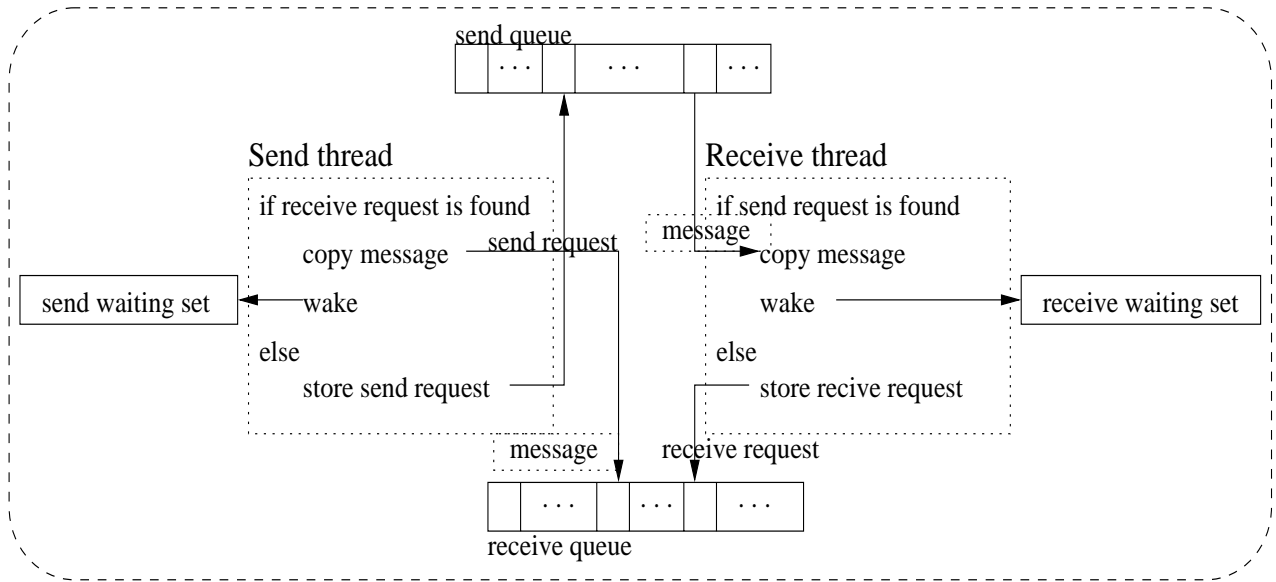 send queue
· · ·
· · ·
· · ·
Send thread
Receive thread
if receive request is found
if send request is found
message
copy message
send request
copy message
send waiting set
wake
wake
receive waiting set
else
else
store send request
store recive request
message
receive request
· · ·
· · ·
· · ·
receive queue